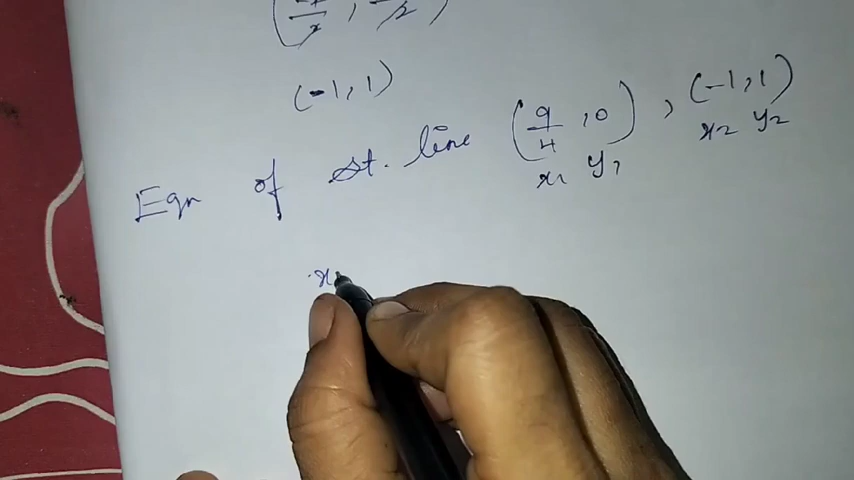 (-1, 1)
Eqn of st. line (9/4, 0), (-1, 1)
x1 y1 x2 y2
x